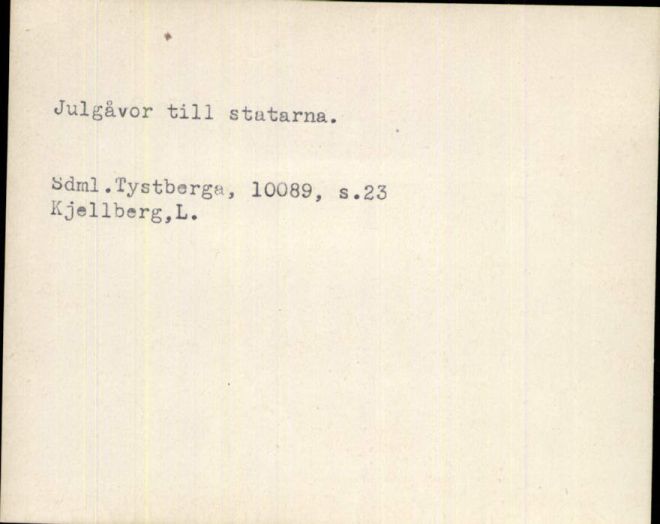 Julgåvor till statarna.
Sdml.Tystberga, 10089, s.23
Kjellberg,L.